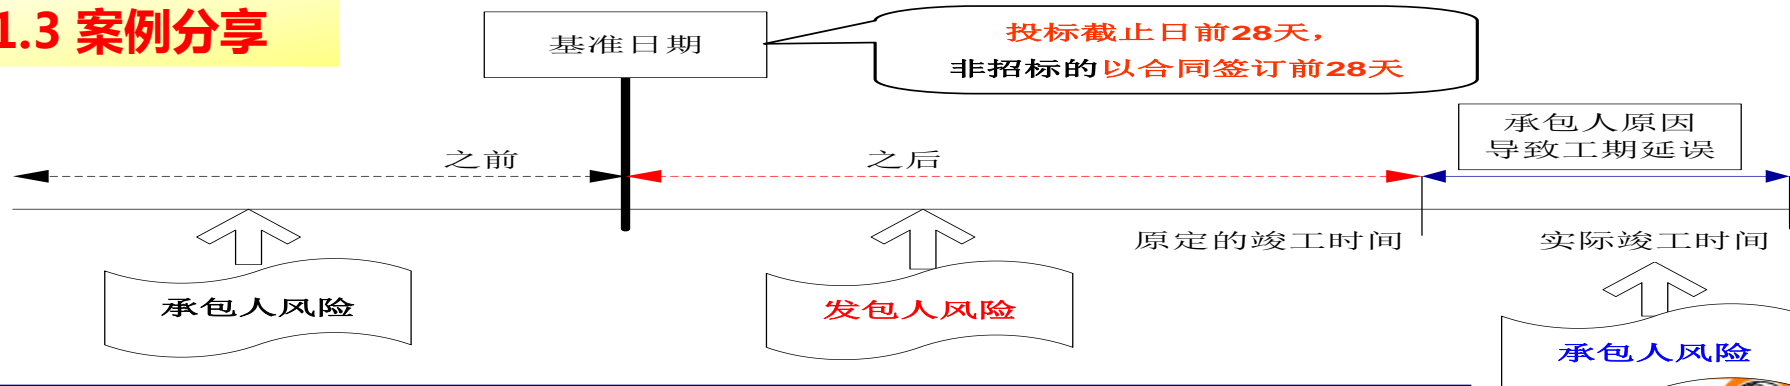 1.3 案例分享
基准日期
投标截止日前28天，
非招标的以合同签订前28天
承包人原因
导致工期延误
之前
之后
原定的竣工时间
实际竣工时间
承包人风险
发包人风险
承包人风险